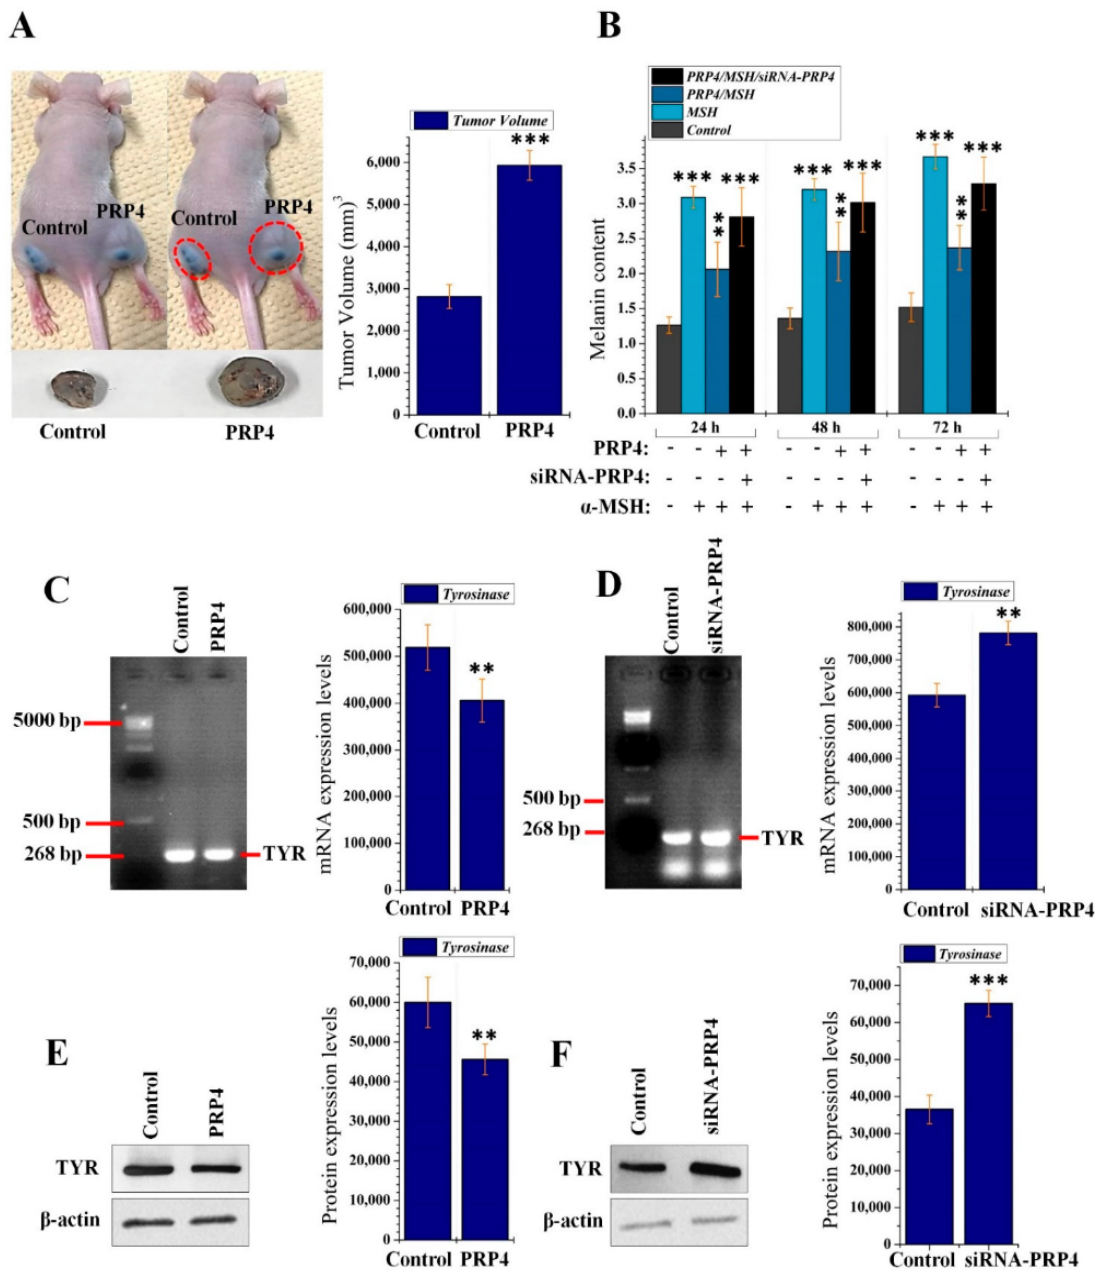 A
Control
PRP4
Control
PRP4
Control
PRP4
Tumor Volume
***
Tumor Volume (mm)3
6,000
5,000
4,000
3,000
2,000
1,000
0
Control
PRP4
B
PRP4/MSH/siRNA-PRP4
PRP4/MSH
MSH
Control
Melanin content
3.5
3.0
2.5
2.0
1.5
1.0
0.5
0.0
*** ** ***
*** ** ***
*** ** ***
24 h
48 h
72 h
PRP4: - - + + - - + + - - + +
siRNA-PRP4: - - - + - - - + - - - +
α-MSH: - + + + - + + + - + + +
C
Control
PRP4
5000 bp
500 bp
268 bp
TYR
Tyrosinase
**
mRNA expression levels
600,000
500,000
400,000
300,000
200,000
100,000
0
Control PRP4
D
Control
siRNA-PRP4
500 bp
268 bp
TYR
Tyrosinase
**
mRNA expression levels
800,000
700,000
600,000
500,000
400,000
300,000
200,000
100,000
0
Control siRNA-PRP4
E
Control
PRP4
TYR
β-actin
Tyrosinase
**
Protein expression levels
70,000
60,000
50,000
40,000
30,000
20,000
10,000
0
Control PRP4
F
Control
siRNA-PRP4
TYR
β-actin
Tyrosinase
***
Protein expression levels
70,000
60,000
50,000
40,000
30,000
20,000
10,000
0
Control siRNA-PRP4